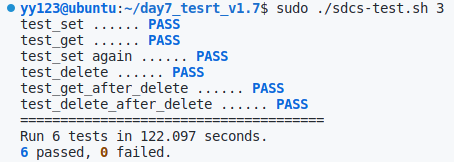 yy123@ubuntu:~/day7_tesrt_v1.7$ sudo ./sdcs-test.sh 3
test_set ...... PASS
test_get ...... PASS
test_set again ...... PASS
test_delete ...... PASS
test_get_after_delete ...... PASS
test_delete_after_delete ...... PASS
=====================================
Run 6 tests in 122.097 seconds.
6 passed, 0 failed.